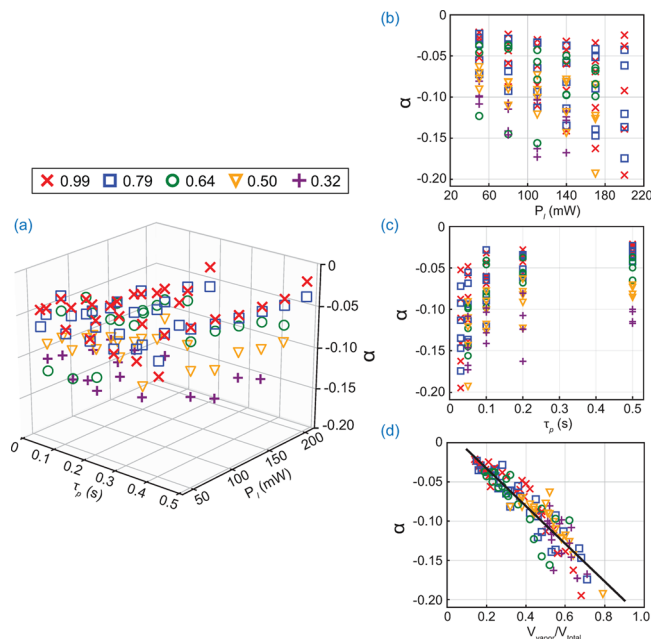 (b)
0
-0.05
-0.10
-0.15
-0.20
α
20 60 100 140 180 220
P_l (mW)
× 0.99 □ 0.79 ○ 0.64 ▽ 0.50 + 0.32
(a)
0
-0.05
-0.10
-0.15
-0.20
α
0 0.1 0.2 0.3 0.4 0.5
τ_p (s)
50 100 150 200
P_l (mW)
(c)
0
-0.05
-0.10
-0.15
-0.20
α
0 0.1 0.2 0.3 0.4 0.5
τ_p (s)
(d)
0
-0.05
-0.10
-0.15
-0.20
α
0 0.2 0.4 0.6 0.8 1.0
V_vapor/V_total